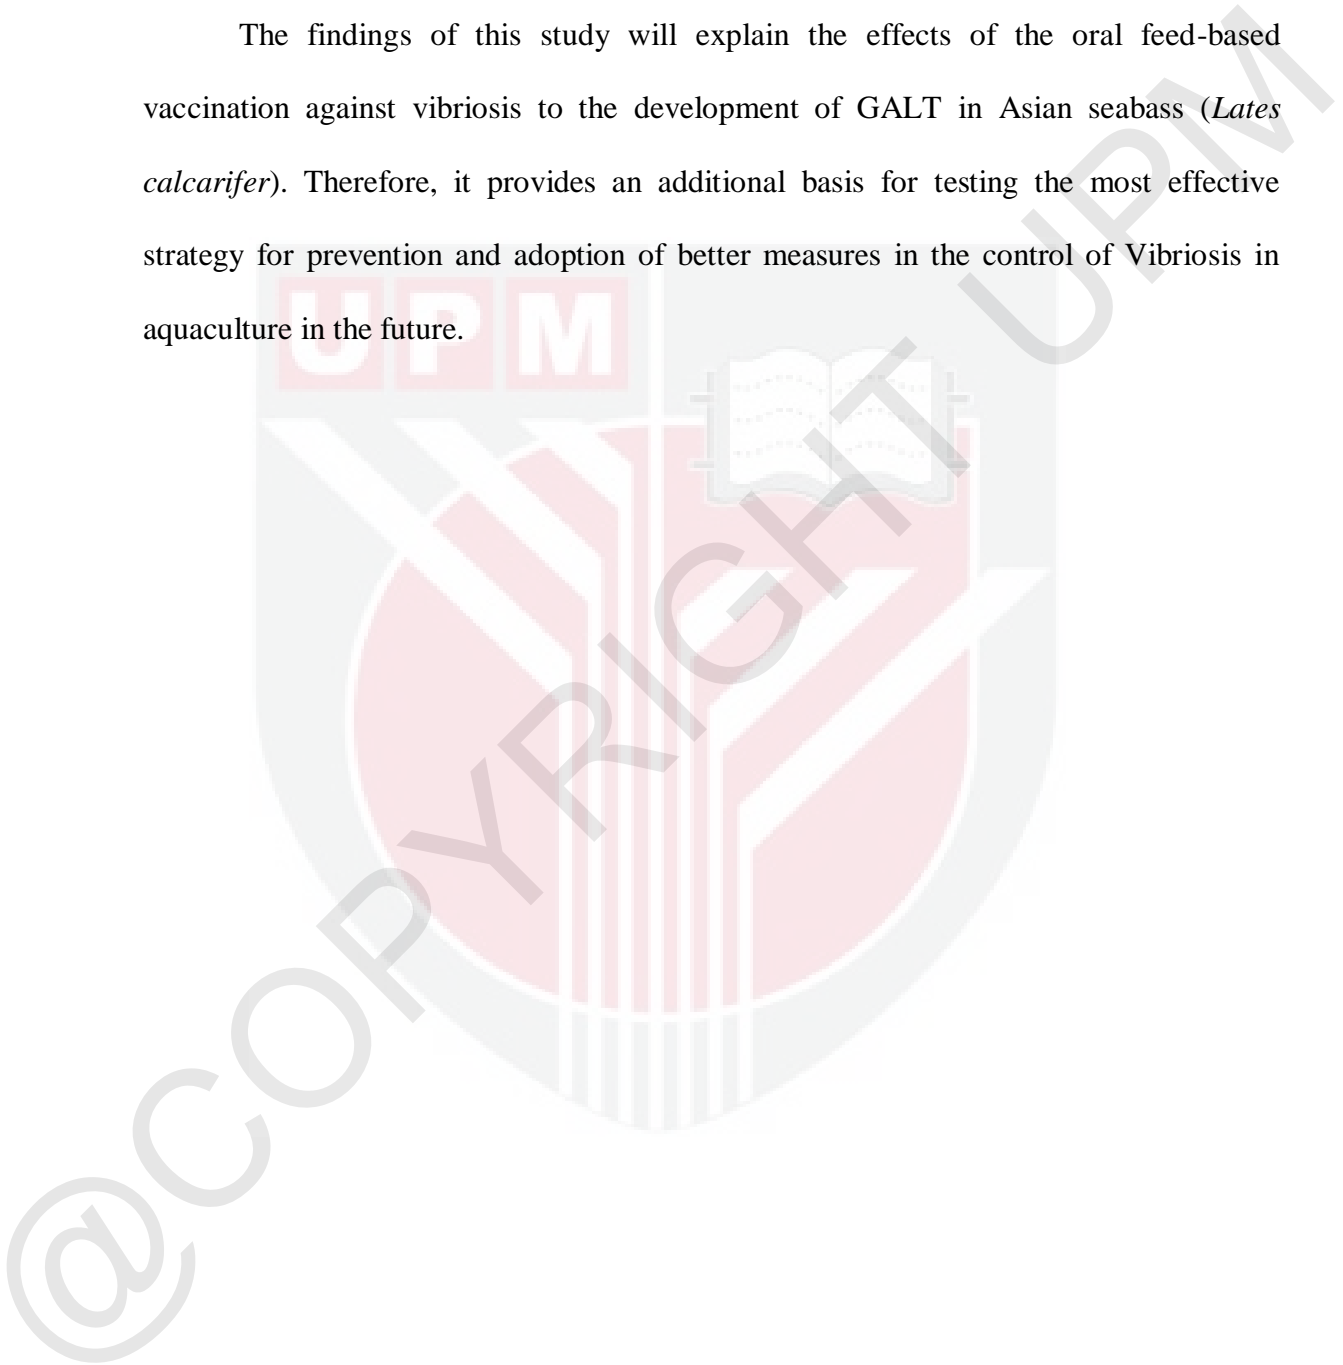 The findings of this study will explain the effects of the oral feed-based
vaccination against vibriosis to the development of GALT in Asian seabass (Lates
calcarifer). Therefore, it provides an additional basis for testing the most effective
strategy for prevention and adoption of better measures in the control of Vibriosis in
aquaculture in the future.
UPM
@COPYRIGHT UPM